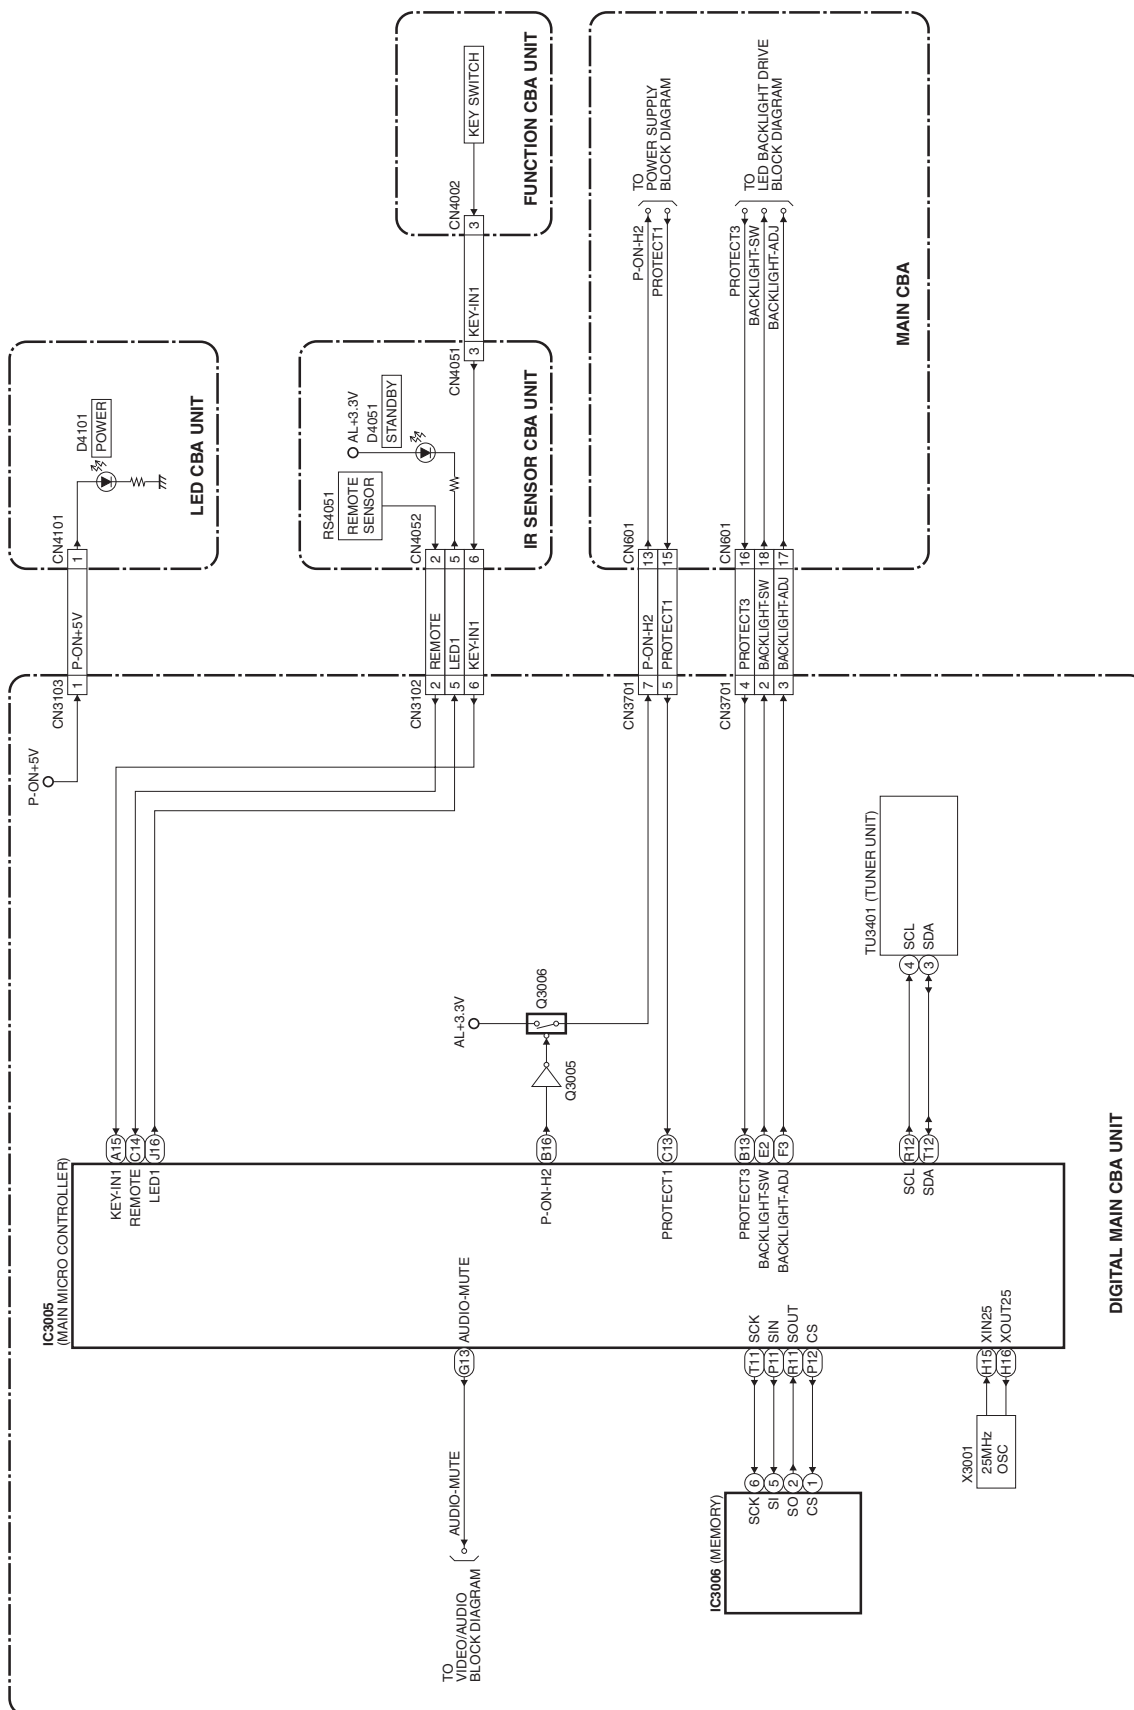 IC3005
(MAIN MICRO CONTROLLER)
KEY-IN1 A15
REMOTE C14
LED1 J16
P-ON-H2 B16
PROTECT1 C13
PROTECT3 B13
BACKLIGHT-SW E2
BACKLIGHT-ADJ F3
SCL R12
SDA T12
G13 AUDIO-MUTE
AUDIO-MUTE
TO
VIDEO/AUDIO
BLOCK DIAGRAM
T11 SCK
P11 SIN
R11 SOUT
P12 CS
H15 XIN25
H16 XOUT25
IC3006 (MEMORY)
SCK 6
SI 5
SO 2
CS 1
X3001
25MHz
OSC
AL+3.3V
Q3005
Q3006
TU3401 (TUNER UNIT)
4 SCL
3 SDA
DIGITAL MAIN CBA UNIT
P-ON+5V
CN3103
1 P-ON+5V 1
CN4101
D4101
POWER
LED CBA UNIT
CN3102
2 REMOTE 2
5 LED1 5
6 KEY-IN1 6
CN4052
RS4051
REMOTE
SENSOR
AL+3.3V
D4051
STANDBY
IR SENSOR CBA UNIT
CN4051
3 KEY-IN1 3
CN4002
KEY SWITCH
FUNCTION CBA UNIT
CN3701
7 P-ON-H2 13
5 PROTECT1 15
CN601
P-ON-H2
PROTECT1
TO
POWER SUPPLY
BLOCK DIAGRAM
CN3701
4 PROTECT3 16
2 BACKLIGHT-SW 18
3 BACKLIGHT-ADJ 17
CN601
PROTECT3
BACKLIGHT-SW
BACKLIGHT-ADJ
TO
LED BACKLIGHT DRIVE
BLOCK DIAGRAM
MAIN CBA